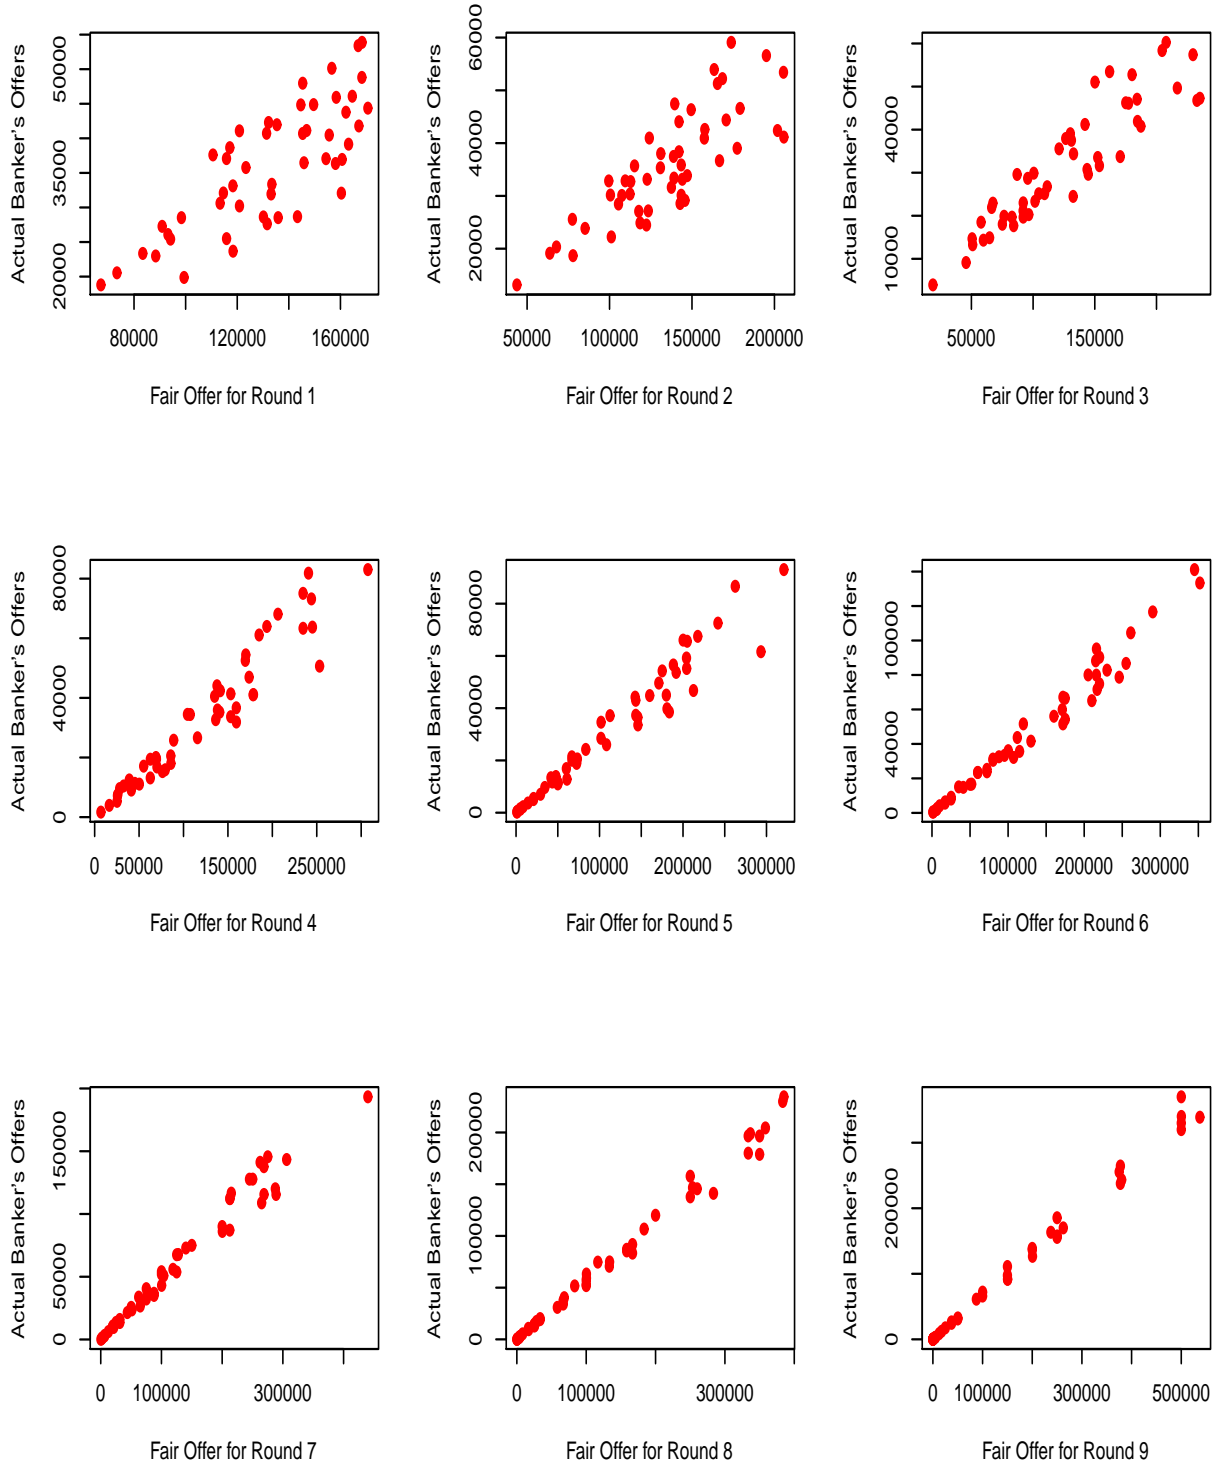 Actual Banker's Offers
20000 35000 50000
80000 120000 160000
Fair Offer for Round 1
Actual Banker's Offers
20000 40000 60000
50000 100000 150000 200000
Fair Offer for Round 2
Actual Banker's Offers
10000 40000
50000 150000
Fair Offer for Round 3
Actual Banker's Offers
0 40000 80000
0 50000 150000 250000
Fair Offer for Round 4
Actual Banker's Offers
0 40000 80000
0 100000 200000 300000
Fair Offer for Round 5
Actual Banker's Offers
0 40000 100000
0 100000 200000 300000
Fair Offer for Round 6
Actual Banker's Offers
0 50000 150000
0 100000 300000
Fair Offer for Round 7
Actual Banker's Offers
0 100000 200000
0 100000 300000
Fair Offer for Round 8
Actual Banker's Offers
0 200000
0 100000 300000 500000
Fair Offer for Round 9